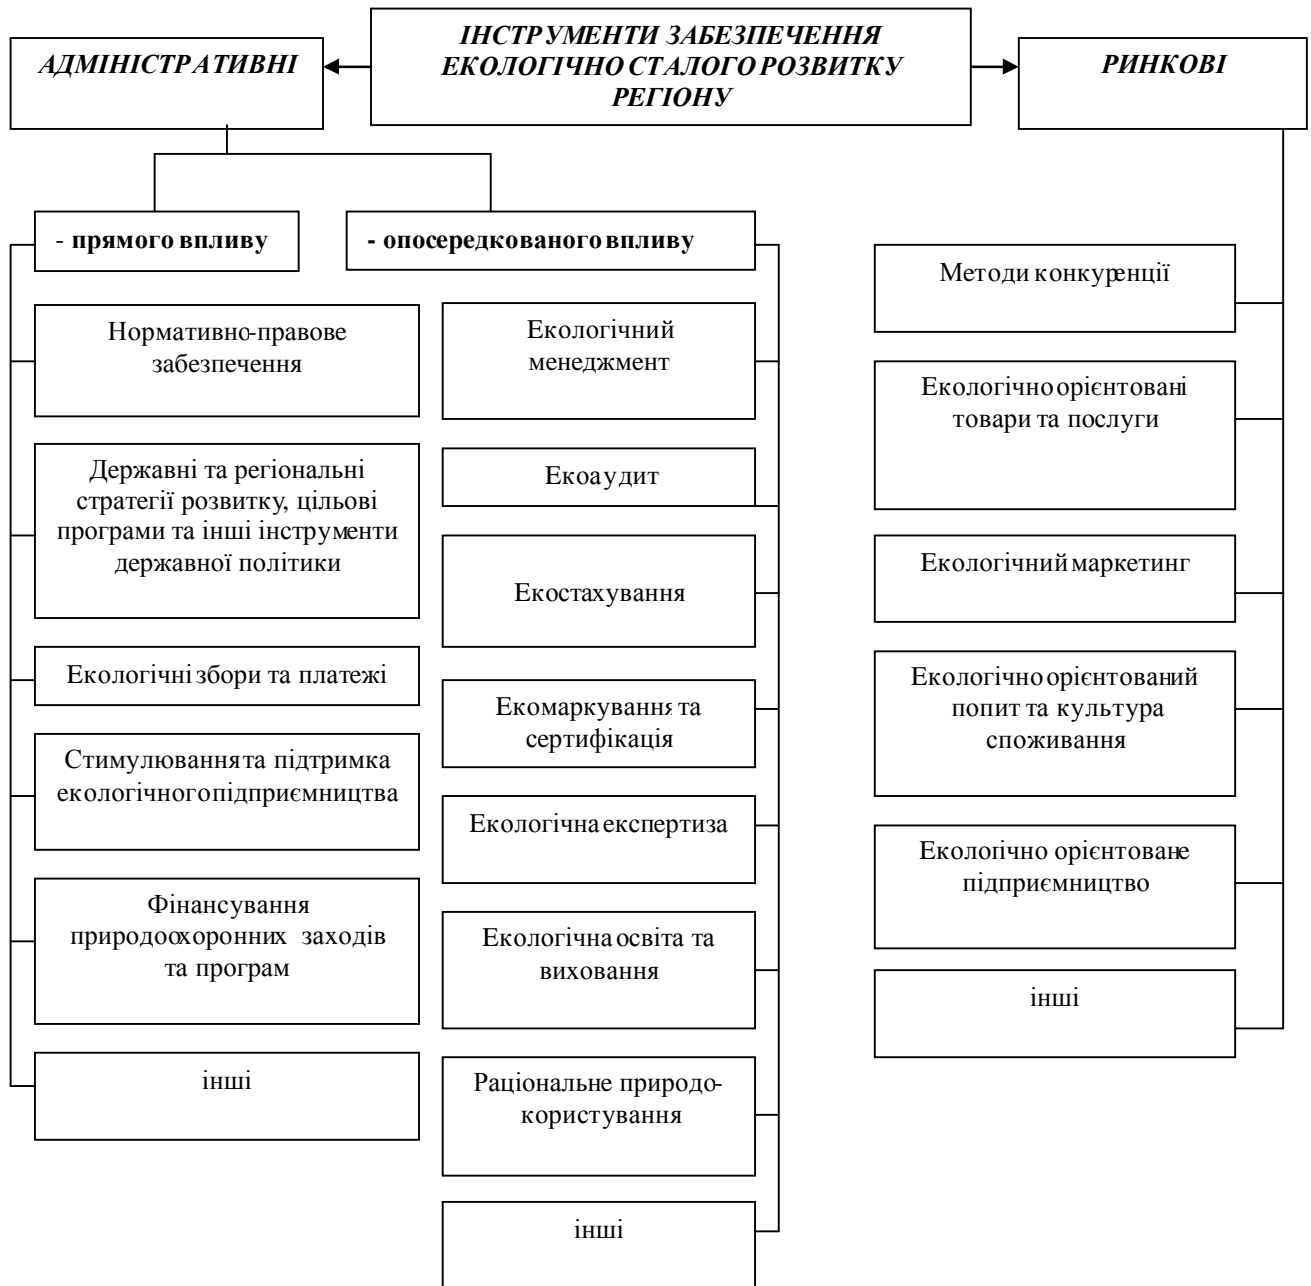 ІНСТРУМЕНТИ ЗАБЕЗПЕЧЕННЯ
ЕКОЛОГІЧНО СТАЛОГО РОЗВИТКУ
РЕГІОНУ
АДМІНІСТРАТИВНІ
РИНКОВІ
- прямого впливу
- опосередкованого впливу
Нормативно-правове
забезпечення
Державні та регіональні
стратегії розвитку, цільові
програми та інші інструменти
державної політики
Екологічні збори та платежі
Стимулювання та підтримка
екологічного підприємництва
Фінансування
природоохоронних заходів
та програм
інші
Екологічний
менеджмент
Екоаудит
Екостахування
Екомаркування та
сертифікація
Екологічна експертиза
Екологічна освіта та
виховання
Раціональне природо-
користування
інші
Методи конкуренції
Екологічно орієнтовані
товари та послуги
Екологічний маркетинг
Екологічно орієнтований
попит та культура
споживання
Екологічно орієнтоване
підприємництво
інші